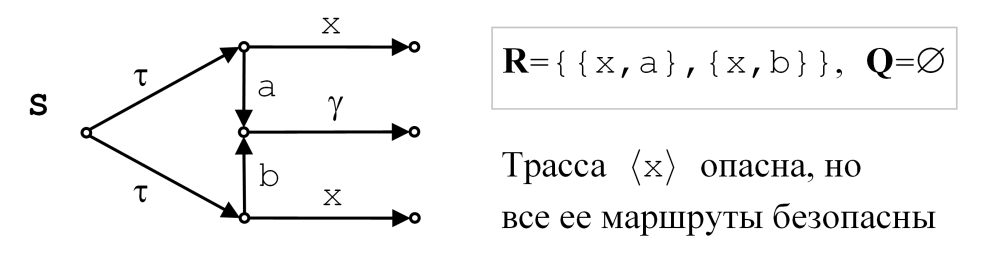 x
R={{x,a},{x,b}}, Q=∅
τ
a
S
γ
Трасса ⟨x⟩ опасна, но
τ
b
x
все ее маршруты безопасны